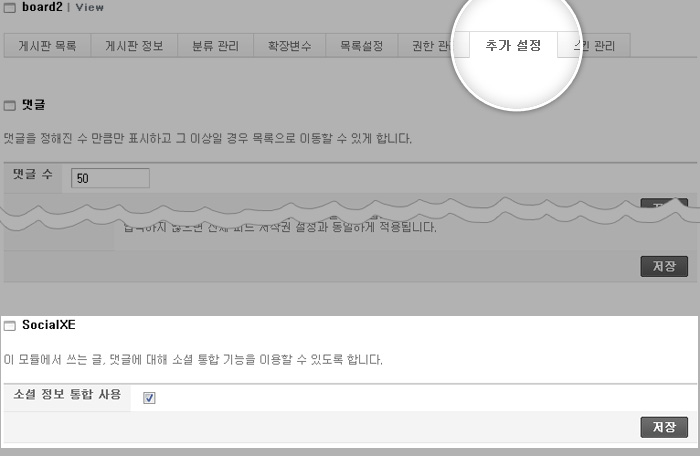 board2 | View
게시판 목록 게시판 정보 분류 관리 확장변수 목록설정 권한 관 추가 설정 관리
댓글
댓글을 정해진 수 만큼만 표시하고 그 이상일 경우 목록으로 이동할 수 있게 합니다.
댓글 수 50
설정과 동일하게 적용됩니다.
저장
SocialXE
이 모듈에서 쓰는 글, 댓글에 대해 소셜 통합 기능을 이용할 수 있도록 합니다.
소셜 정보 통합 사용
저장